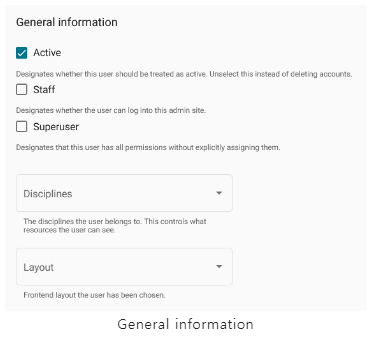 General information
Active
Designates whether this user should be treated as active. Unselect this instead of deleting accounts.
Staff
Designates whether the user can log into this admin site.
Superuser
Designates that this user has all permissions without explicitly assigning them.
Disciplines
The disciplines the user belongs to. This controls what
resources the user can see.
Layout
Frontend layout the user has been chosen.
General information